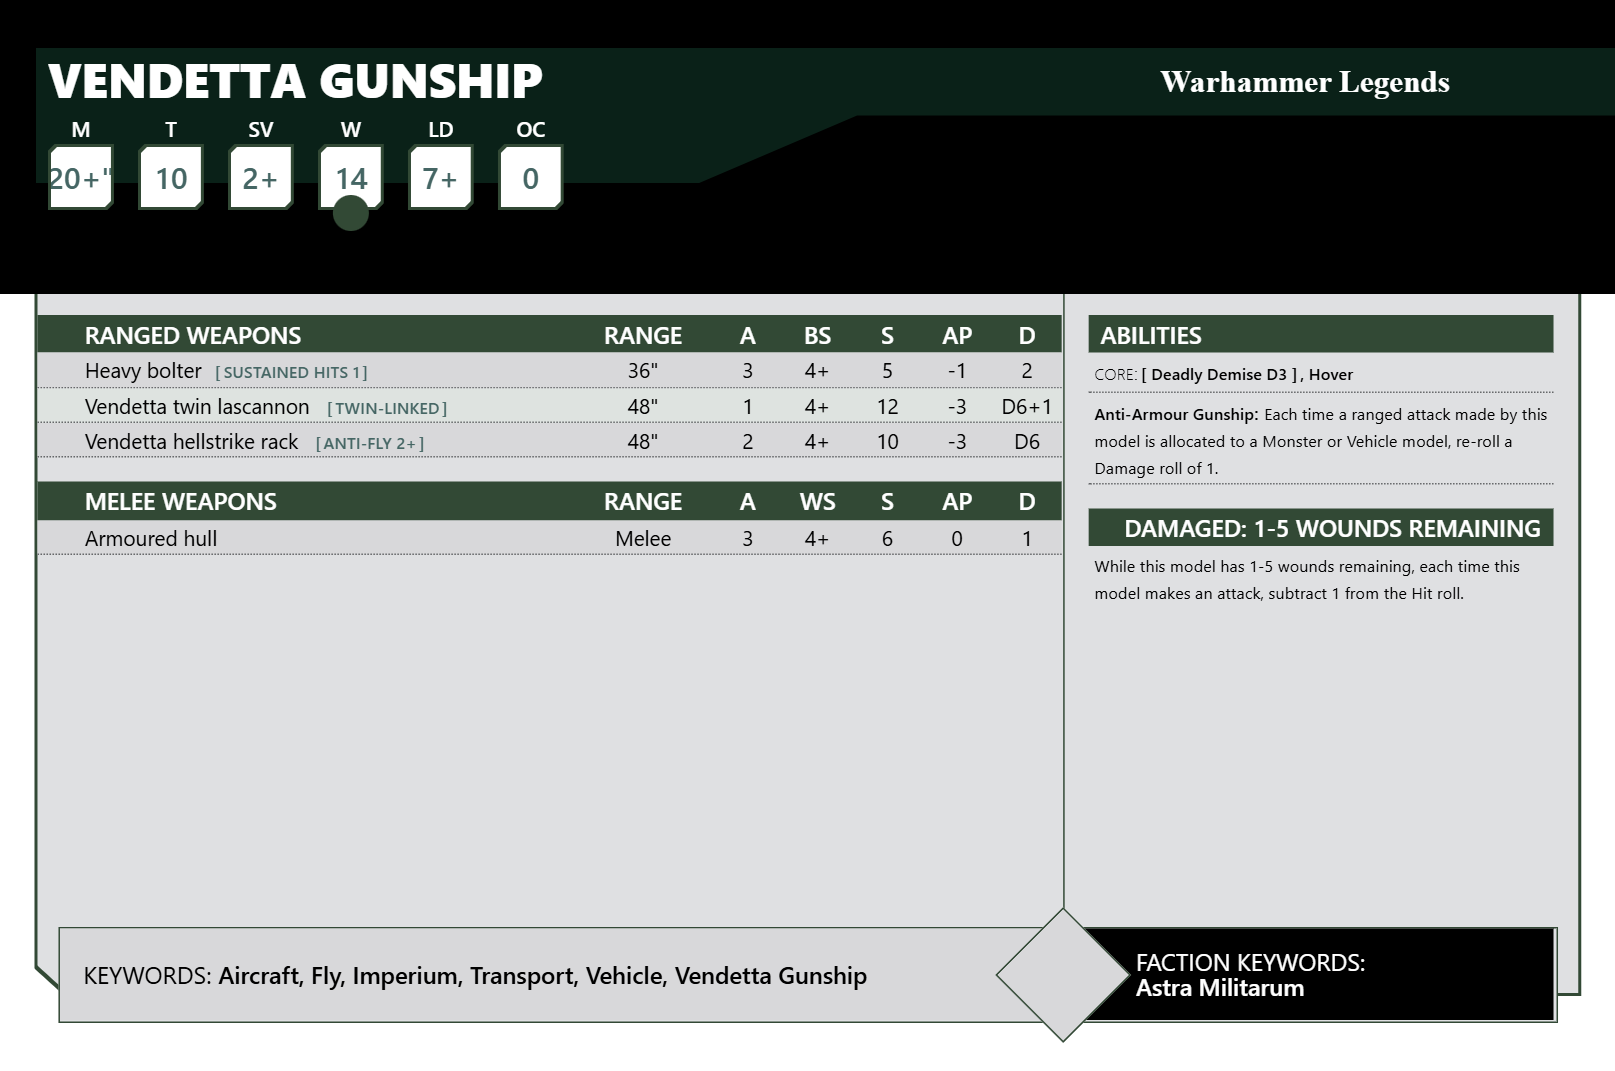 VENDETTA GUNSHIP
Warhammer Legends
M T SV W LD OC
20+" 10 2+ 14 7+ 0
RANGED WEAPONS RANGE A BS S AP D
Heavy bolter [SUSTAINED HITS 1] 36" 3 4+ 5 -1 2
Vendetta twin lascannon [TWIN-LINKED] 48" 1 4+ 12 -3 D6+1
Vendetta hellstrike rack [ANTI-FLY 2+] 48" 2 4+ 10 -3 D6
MELEE WEAPONS RANGE A WS S AP D
Armoured hull Melee 3 4+ 6 0 1
ABILITIES
CORE: [ Deadly Demise D3 ] , Hover
Anti-Armour Gunship: Each time a ranged attack made by this
model is allocated to a Monster or Vehicle model, re-roll a
Damage roll of 1.
DAMAGED: 1-5 WOUNDS REMAINING
While this model has 1-5 wounds remaining, each time this
model makes an attack, subtract 1 from the Hit roll.
KEYWORDS: Aircraft, Fly, Imperium, Transport, Vehicle, Vendetta Gunship
FACTION KEYWORDS:
Astra Militarum